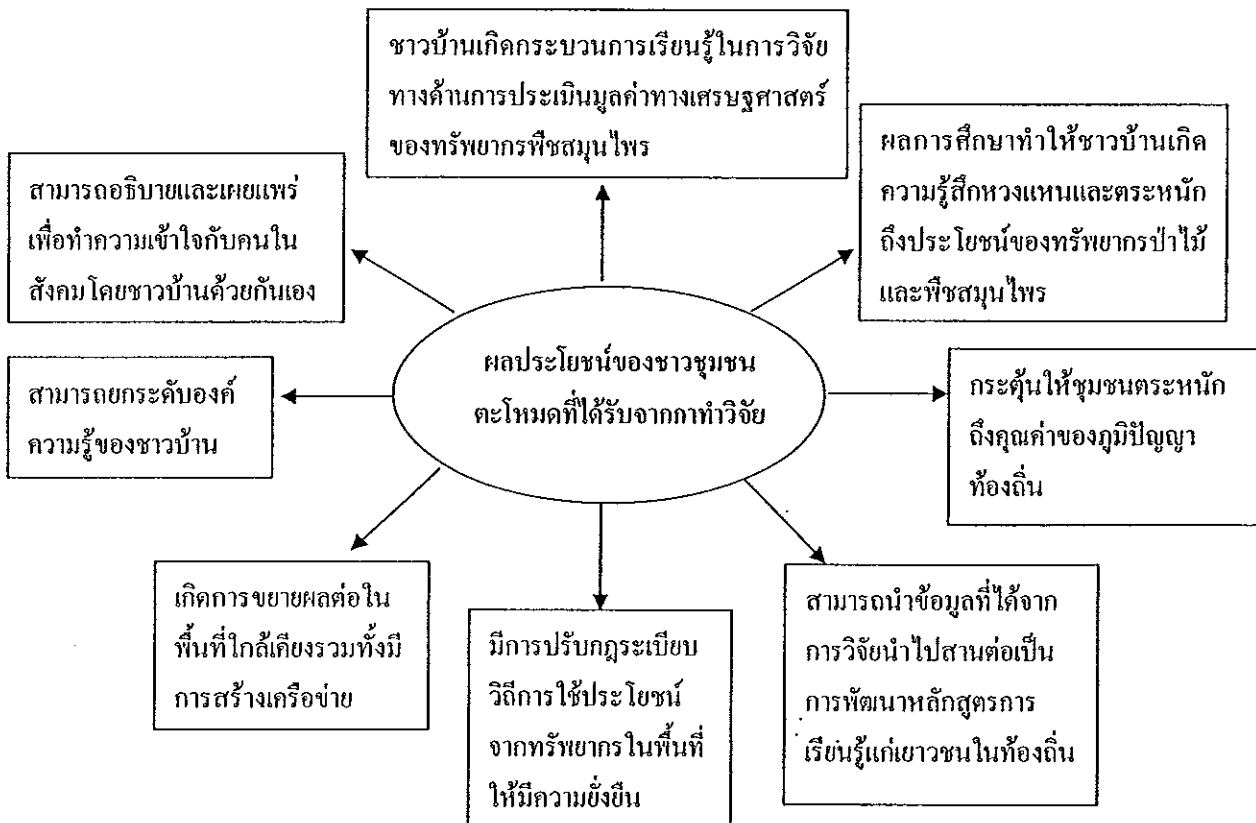 ชาวบ้านเกิดกระบวนการเรียนรู้ในการวิจัย
ทางด้านการประเมินมูลค่าทางเศรษฐศาสตร์
ของทรัพยากรพืชสมุนไพร
ผลการศึกษาทำให้ชาวบ้านเกิด
ความรู้สึกหวงแหนและตระหนัก
ถึงประโยชน์ของทรัพยากรป่าไม้
และพืชสมุนไพร
สามารถอธิบายและเผยแพร่
เพื่อทำความเข้าใจกับคนใน
สังคมโดยชาวบ้านด้วยกันเอง
ผลประโยชน์ของชาวชุมชน
ตะโหมดที่ได้รับจากกาทำวิจัย
สามารถยกระดับองค์
ความรู้ของชาวบ้าน
กระตุ้นให้ชุมชนตระหนัก
ถึงคุณค่าของภูมิปัญญา
ท้องถิ่น
เกิดการขยายผลต่อใน
พื้นที่ใกล้เคียงรวมทั้งมี
การสร้างเครือข่าย
มีการปรับกฎระเบียบ
วิถีการใช้ประโยชน์
จากทรัพยากรในพื้นที่
ให้มีความยั่งยืน
สามารถนำข้อมูลที่ได้จาก
การวิจัยนำไปสานต่อเป็น
การพัฒนาหลักสูตรการ
เรียนรู้แก่เยาวชนในท้องถิ่น